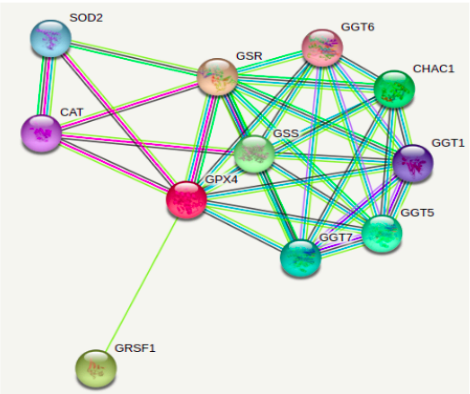 SOD2
GGT6
GSR
CHAC1
CAT
GSS
GGT1
GPX4
GGT5
GGT7
GRSF1